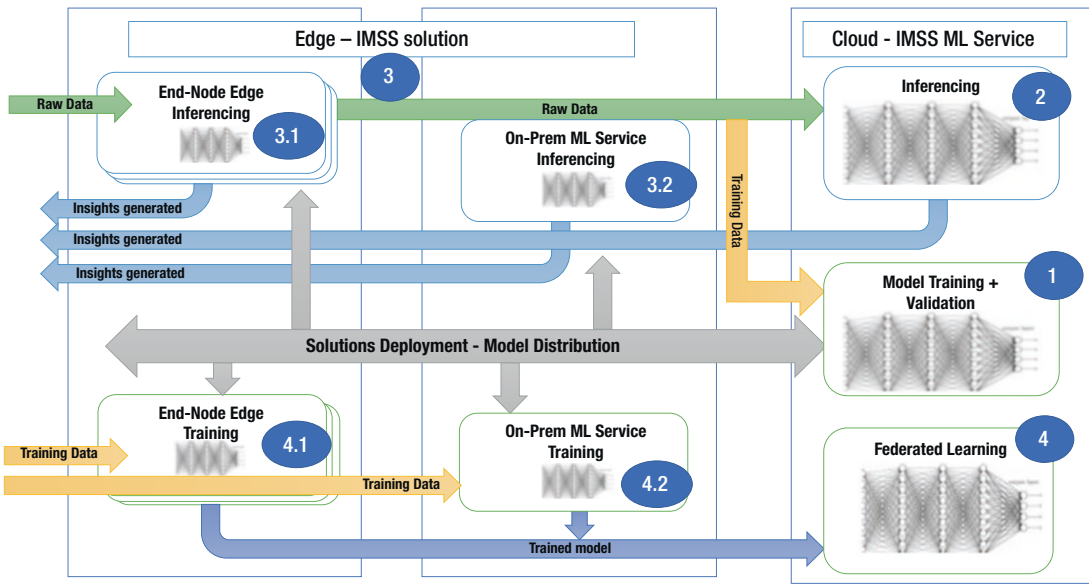 Edge – IMSS solution
Cloud - IMSS ML Service
3
Raw Data
End-Node Edge
Inferencing
3.1
Raw Data
Inferencing
2
On-Prem ML Service
Inferencing
3.2
Training Data
Insights generated
Insights generated
Insights generated
Model Training +
Validation
1
Solutions Deployment - Model Distribution
End-Node Edge
Training
4.1
On-Prem ML Service
Training
4.2
Federated Learning
4
Training Data
Training Data
Trained model